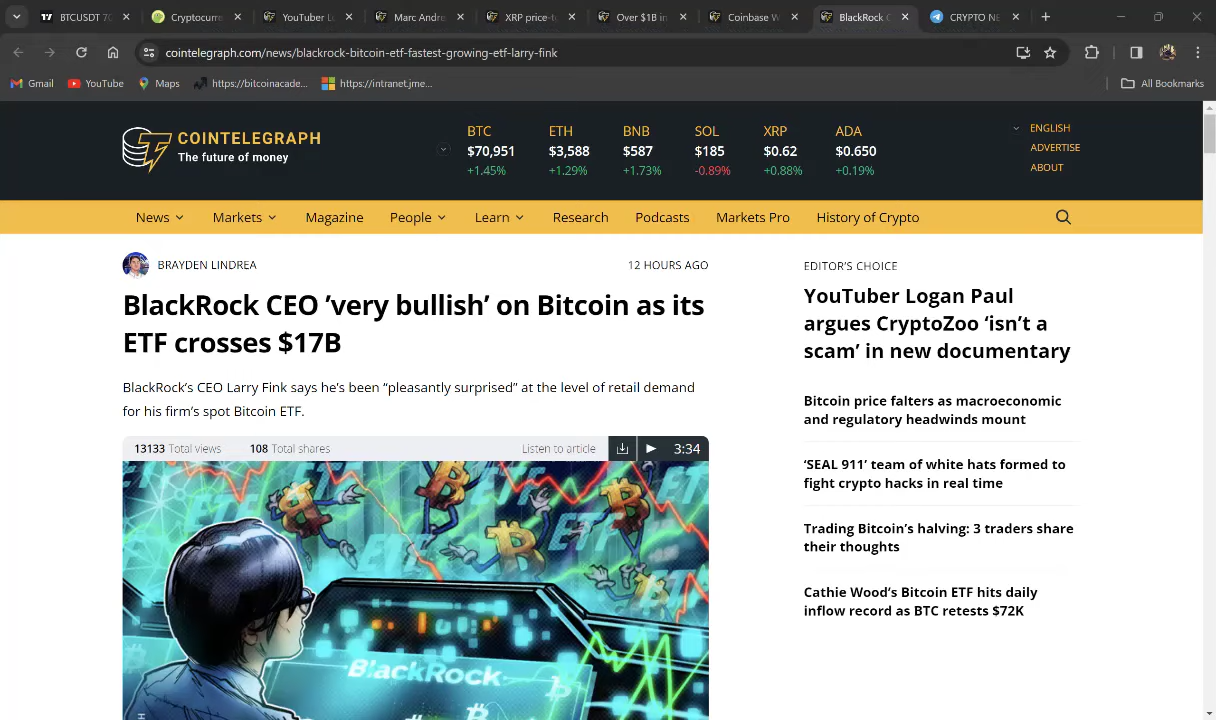 BTCUSDT 70
Cryptocurre
YouTuber Lo
Marc Andre
XRP price-t
Over $1B in
Coinbase W
BlackRock C
CRYPTO NE
cointelegraph.com/news/blackrock-bitcoin-etf-fastest-growing-etf-larry-fink
Gmail
YouTube
Maps
https://bitcoinacade...
https://intranet.jme...
All Bookmarks
COINTELEGRAPH
The future of money
BTC ETH BNB SOL XRP ADA
$70,951 $3,588 $587 $185 $0.62 $0.650
+1.45% +1.29% +1.73% -0.89% +0.88% +0.19%
ENGLISH
ADVERTISE
ABOUT
News Markets Magazine People Learn Research Podcasts Markets Pro History of Crypto
BRAYDEN LINDREA
12 HOURS AGO
BlackRock CEO ’very bullish’ on Bitcoin as its
ETF crosses $17B
BlackRock’s CEO Larry Fink says he’s been “pleasantly surprised” at the level of retail demand
for his firm’s spot Bitcoin ETF.
13133 Total views
108 Total shares
Listen to article
3:34
ETF
ETF
ETF
BlackRock
EDITOR’S CHOICE
YouTuber Logan Paul
argues CryptoZoo ‘isn’t a
scam’ in new documentary
Bitcoin price falters as macroeconomic
and regulatory headwinds mount
‘SEAL 911’ team of white hats formed to
fight crypto hacks in real time
Trading Bitcoin’s halving: 3 traders share
their thoughts
Cathie Wood’s Bitcoin ETF hits daily
inflow record as BTC retests $72K